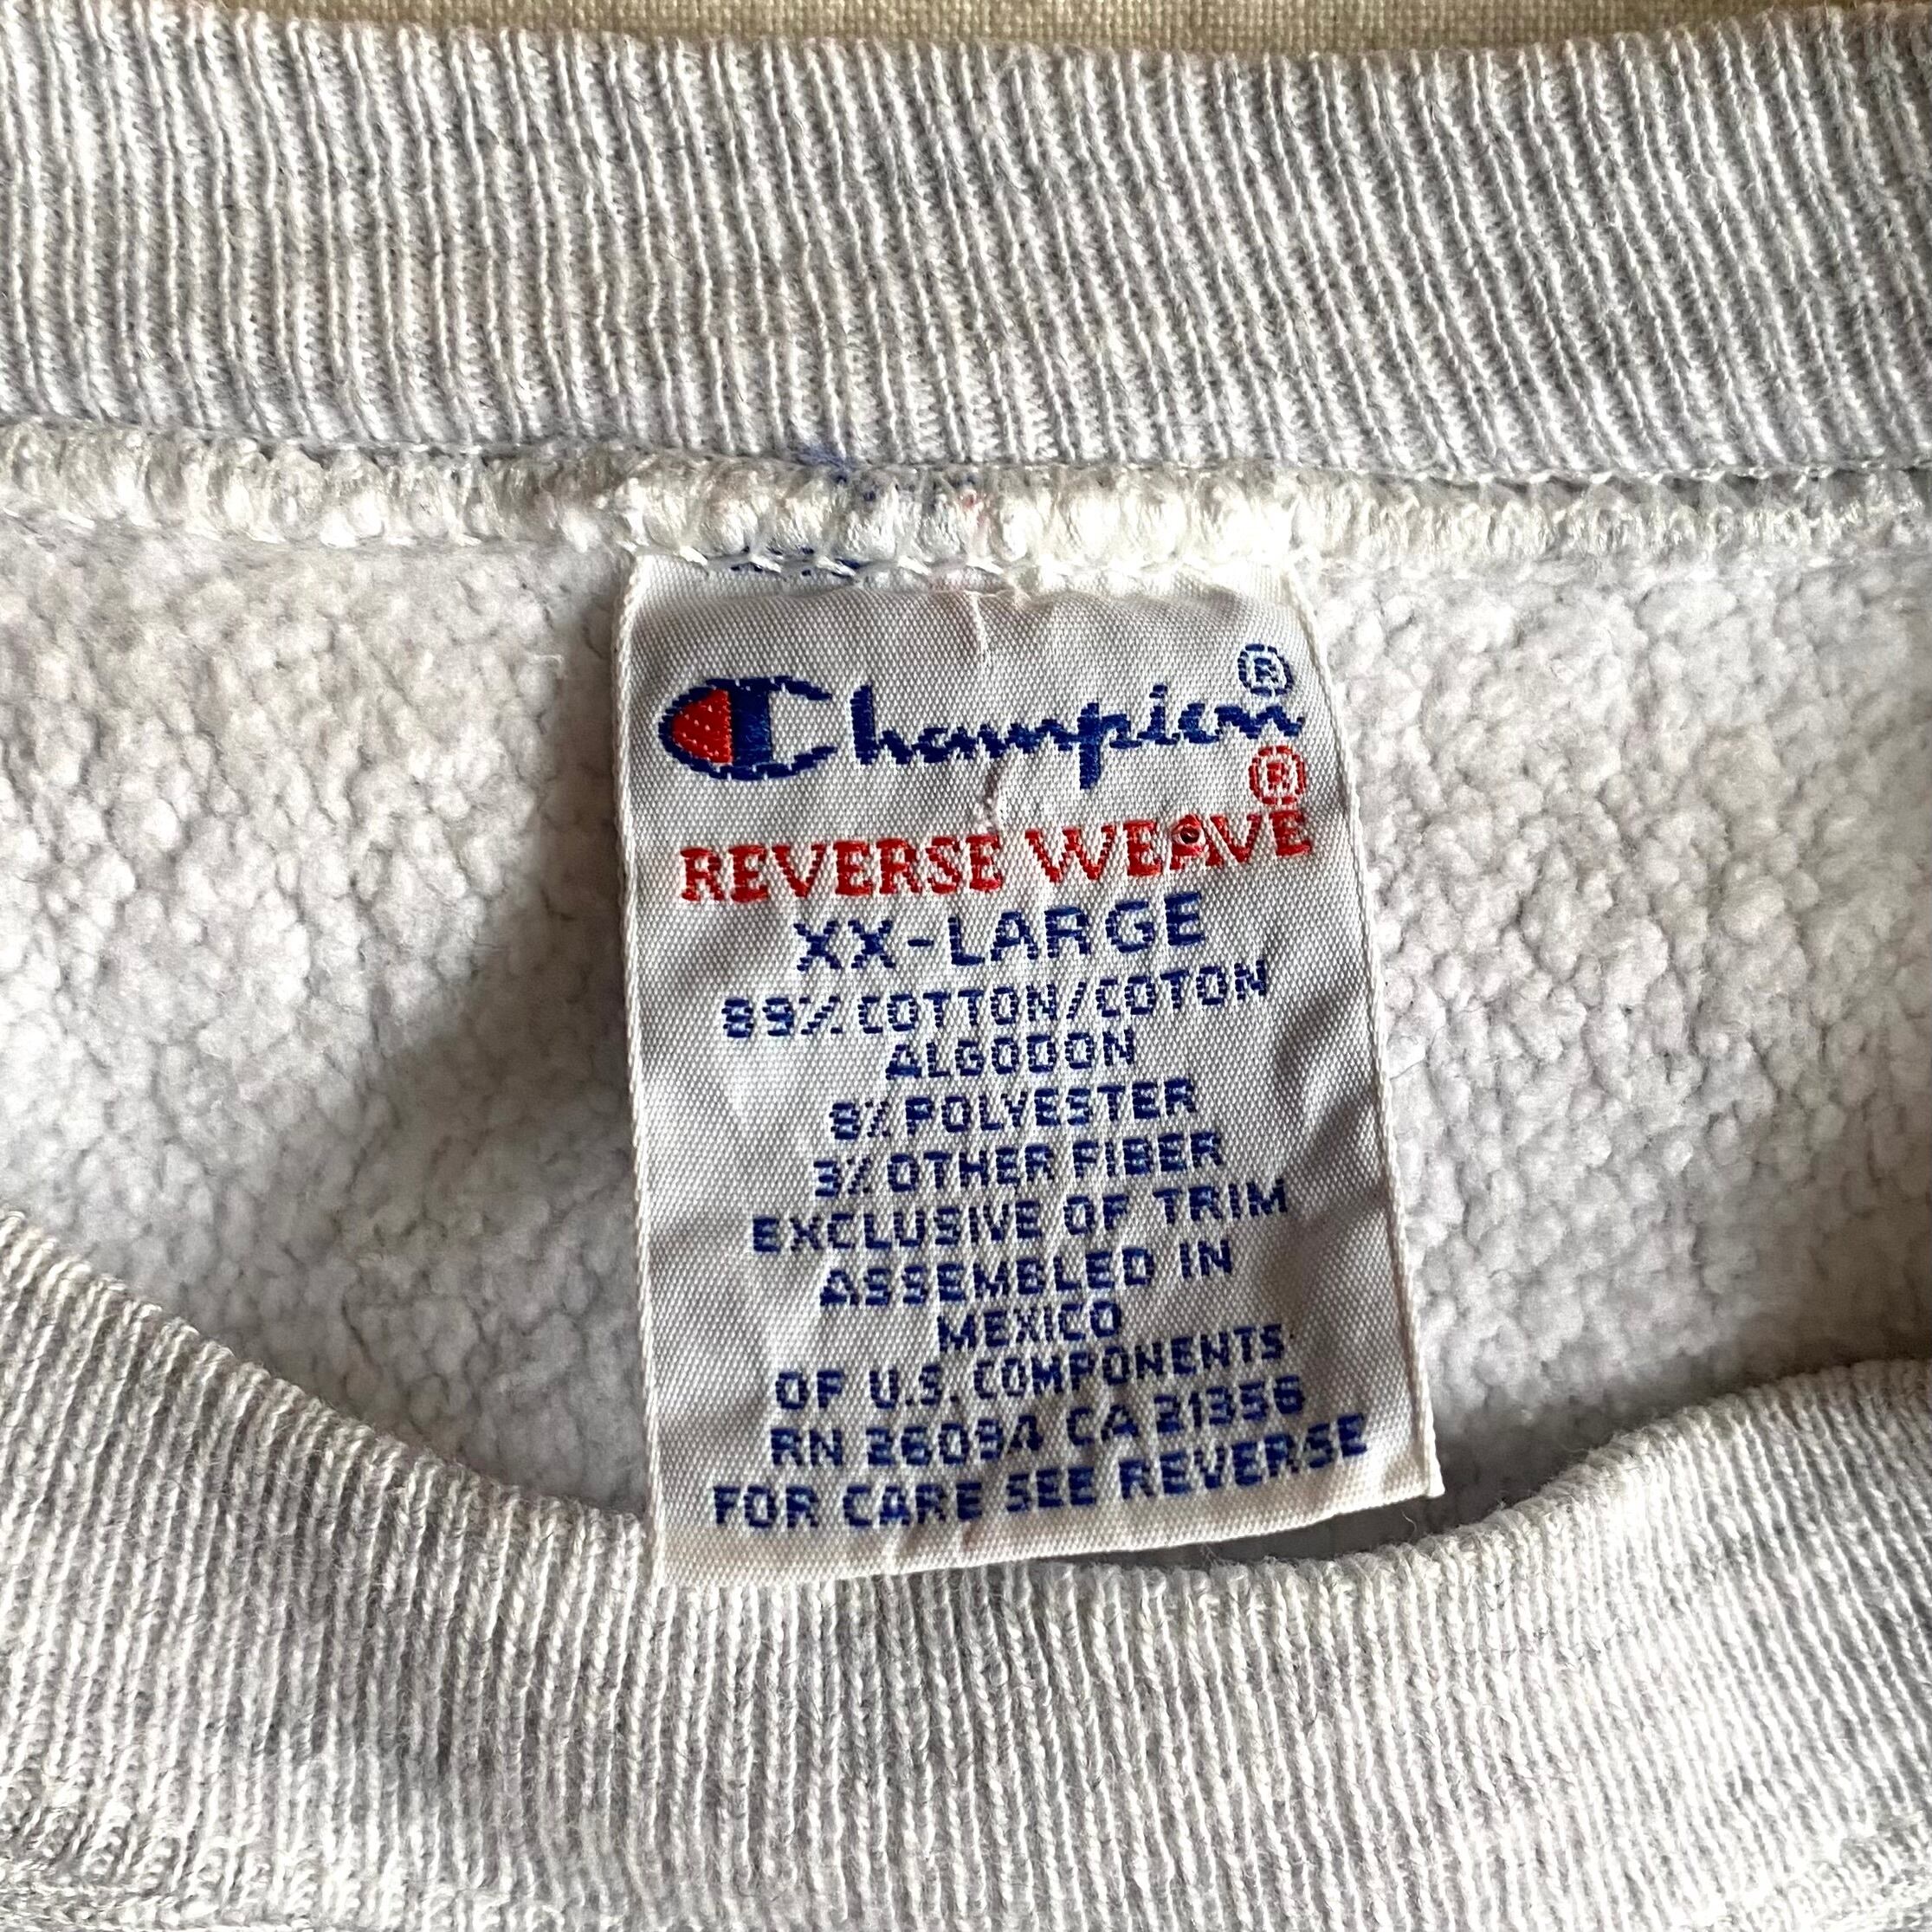 Champion®
REVERSE WEAVE®
XX-LARGE
89% COTTON/COTON
ALGODON
8% POLYESTER
3% OTHER FIBER
EXCLUSIVE OF TRIM
ASSEMBLED IN
MEXICO
OF U.S. COMPONENTS
RN 26094 CA 21356
FOR CARE SEE REVERSE